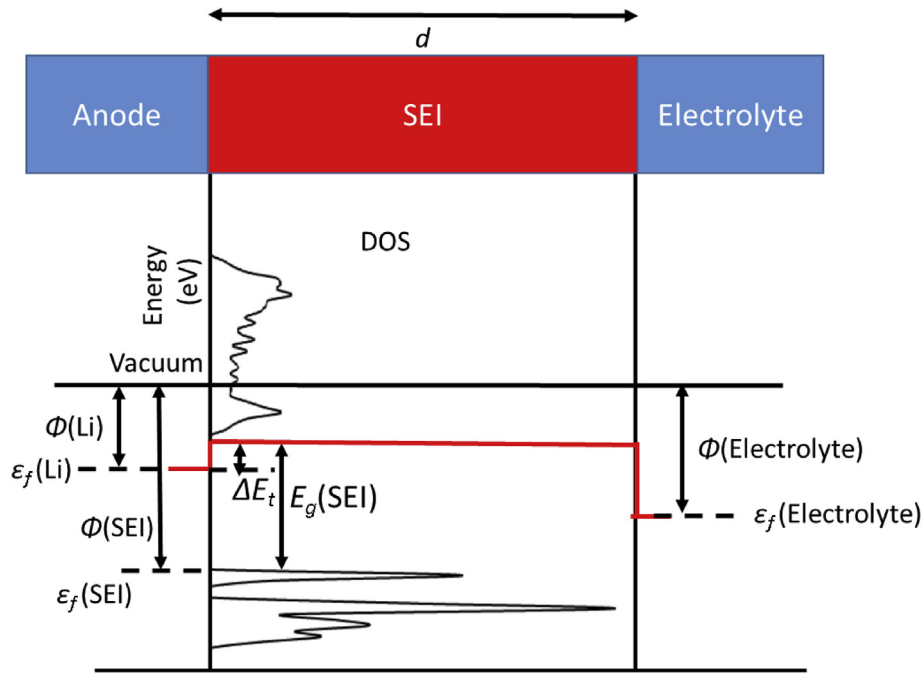 d
Anode
SEI
Electrolyte
DOS
Energy
(eV)
Vacuum
Φ(Li)
Φ(Electrolyte)
ε_f(Li)
ΔE_t
E_g(SEI)
Φ(SEI)
ε_f(Electrolyte)
ε_f(SEI)